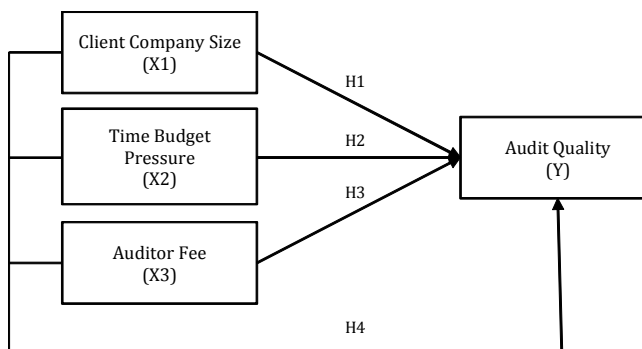 Client Company Size
(X1)
H1
Time Budget
Pressure
(X2)
H2
Audit Quality
(Y)
H3
Auditor Fee
(X3)
H4